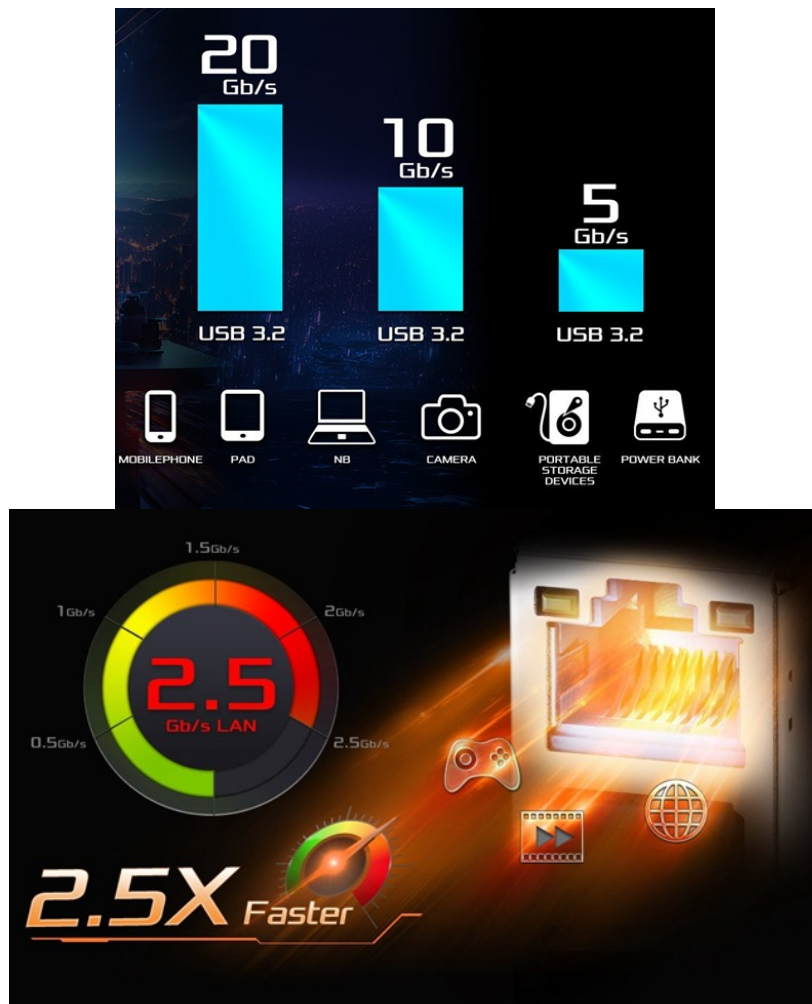 20
Gb/s
10
Gb/s
5
Gb/s
USB 3.2
USB 3.2
USB 3.2
MOBILEPHONE
PAD
NB
CAMERA
PORTABLE
STORAGE
DEVICES
POWER BANK
1.5Gb/s
1Gb/s
2Gb/s
2.5
Gb/s LAN
0.5Gb/s
2.5Gb/s
2.5X Faster